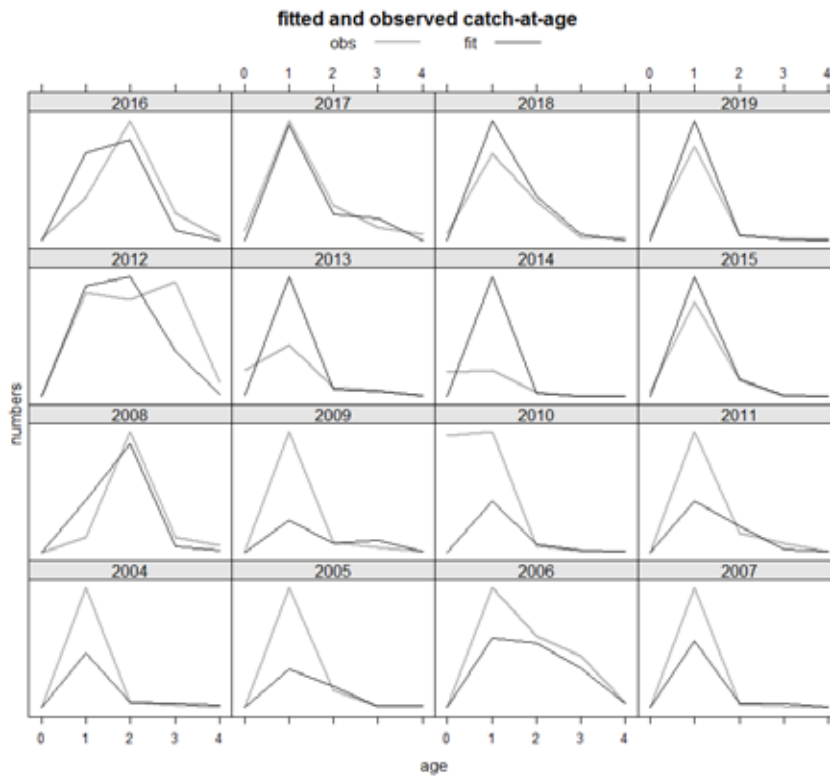 fitted and observed catch-at-age
obs fit
0 1 2 3 4 0 1 2 3 4
2016 2017 2018 2019
2012 2013 2014 2015
2008 2009 2010 2011
2004 2005 2006 2007
0 1 2 3 4 0 1 2 3 4
numbers
age